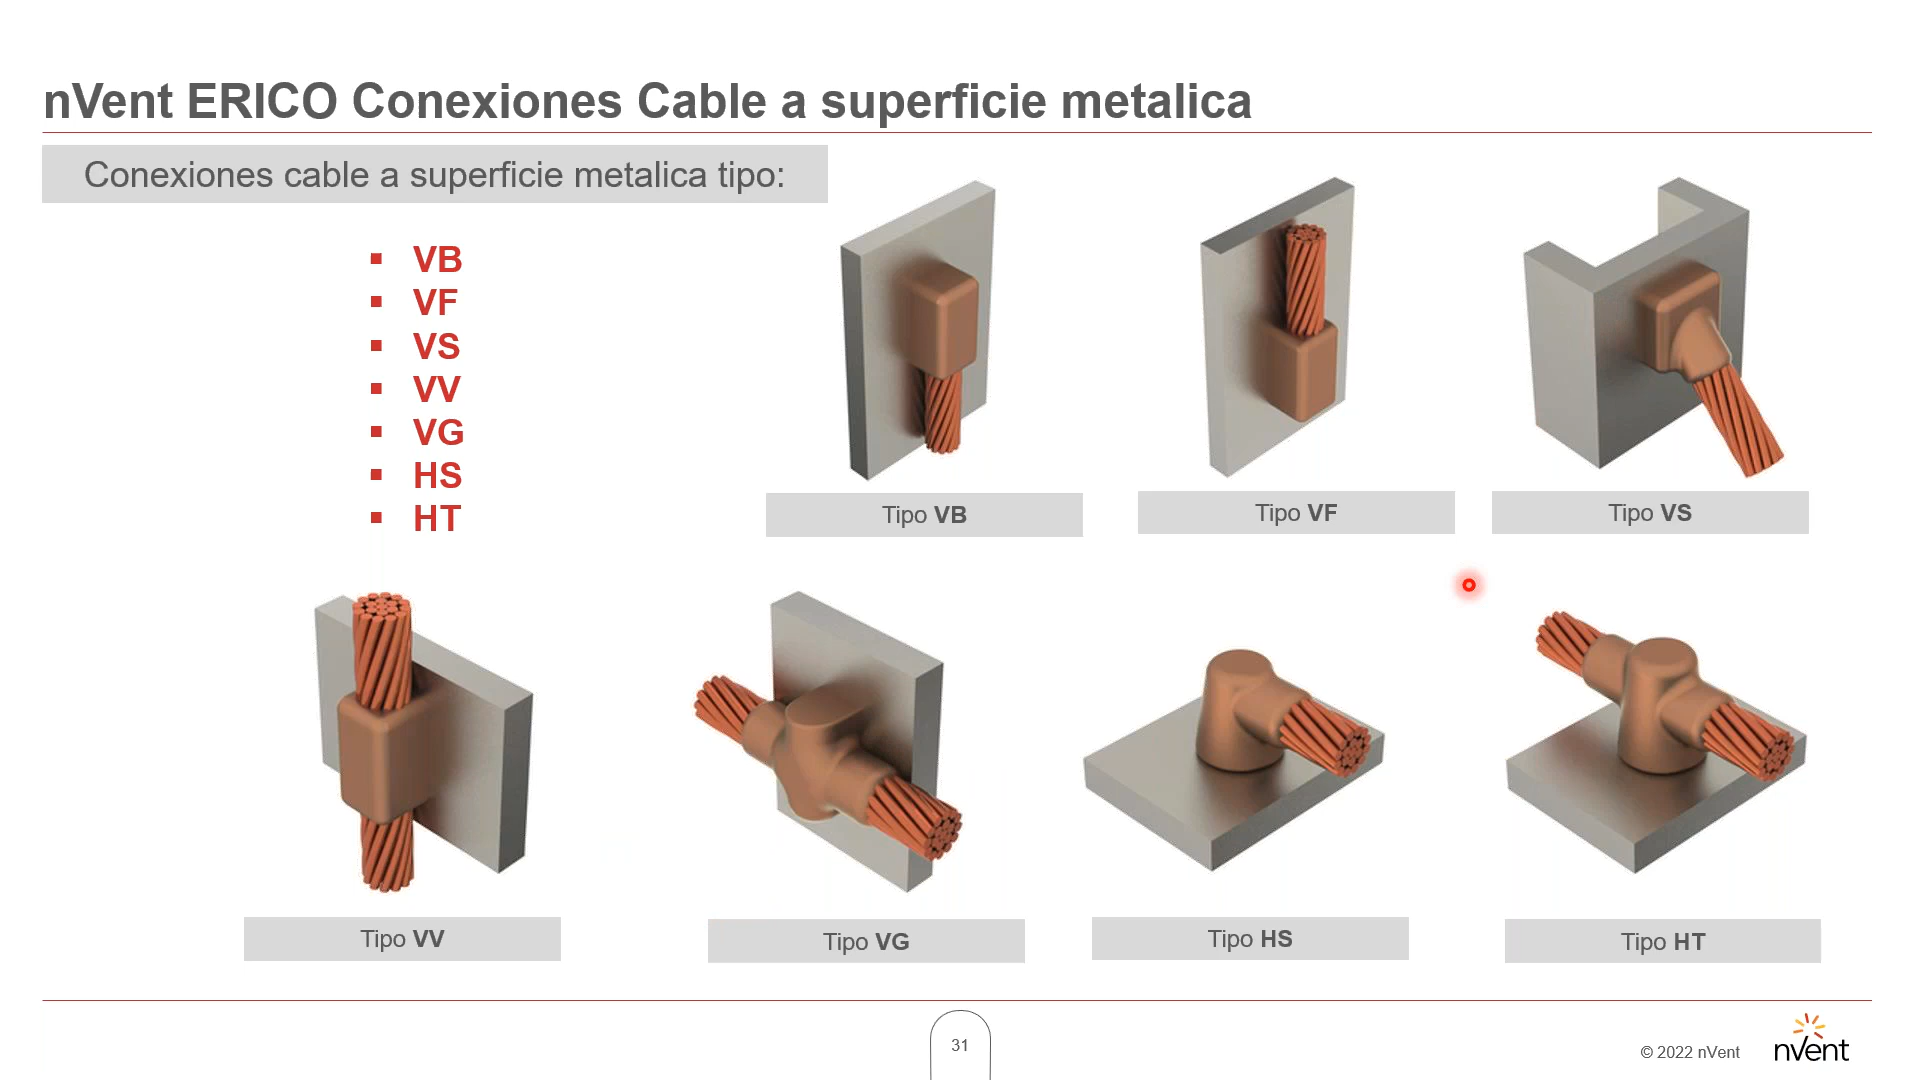 nVent ERICO Conexiones Cable a superficie metalica
Conexiones cable a superficie metalica tipo:
▪ VB
▪ VF
▪ VS
▪ VV
▪ VG
▪ HS
▪ HT
Tipo VB
Tipo VF
Tipo VS
Tipo VV
Tipo VG
Tipo HS
Tipo HT
31
© 2022 nVent
nVent